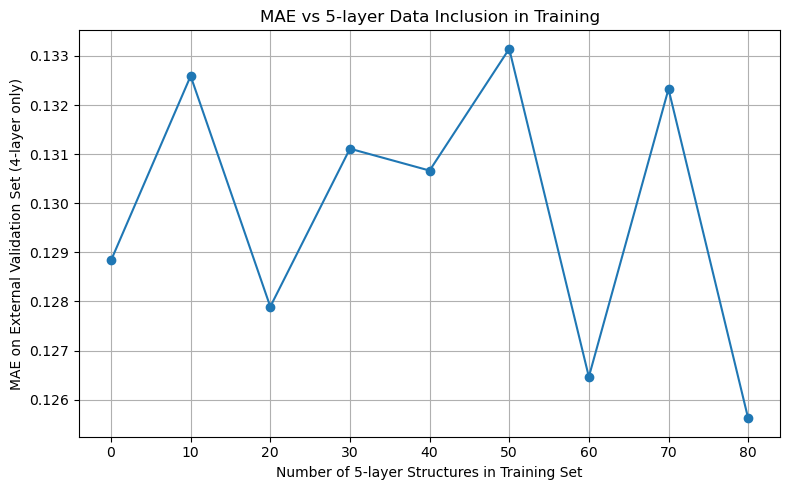 MAE vs 5-layer Data Inclusion in Training
MAE on External Validation Set (4-layer only)
0.133
0.132
0.131
0.130
0.129
0.128
0.127
0.126
0 10 20 30 40 50 60 70 80
Number of 5-layer Structures in Training Set